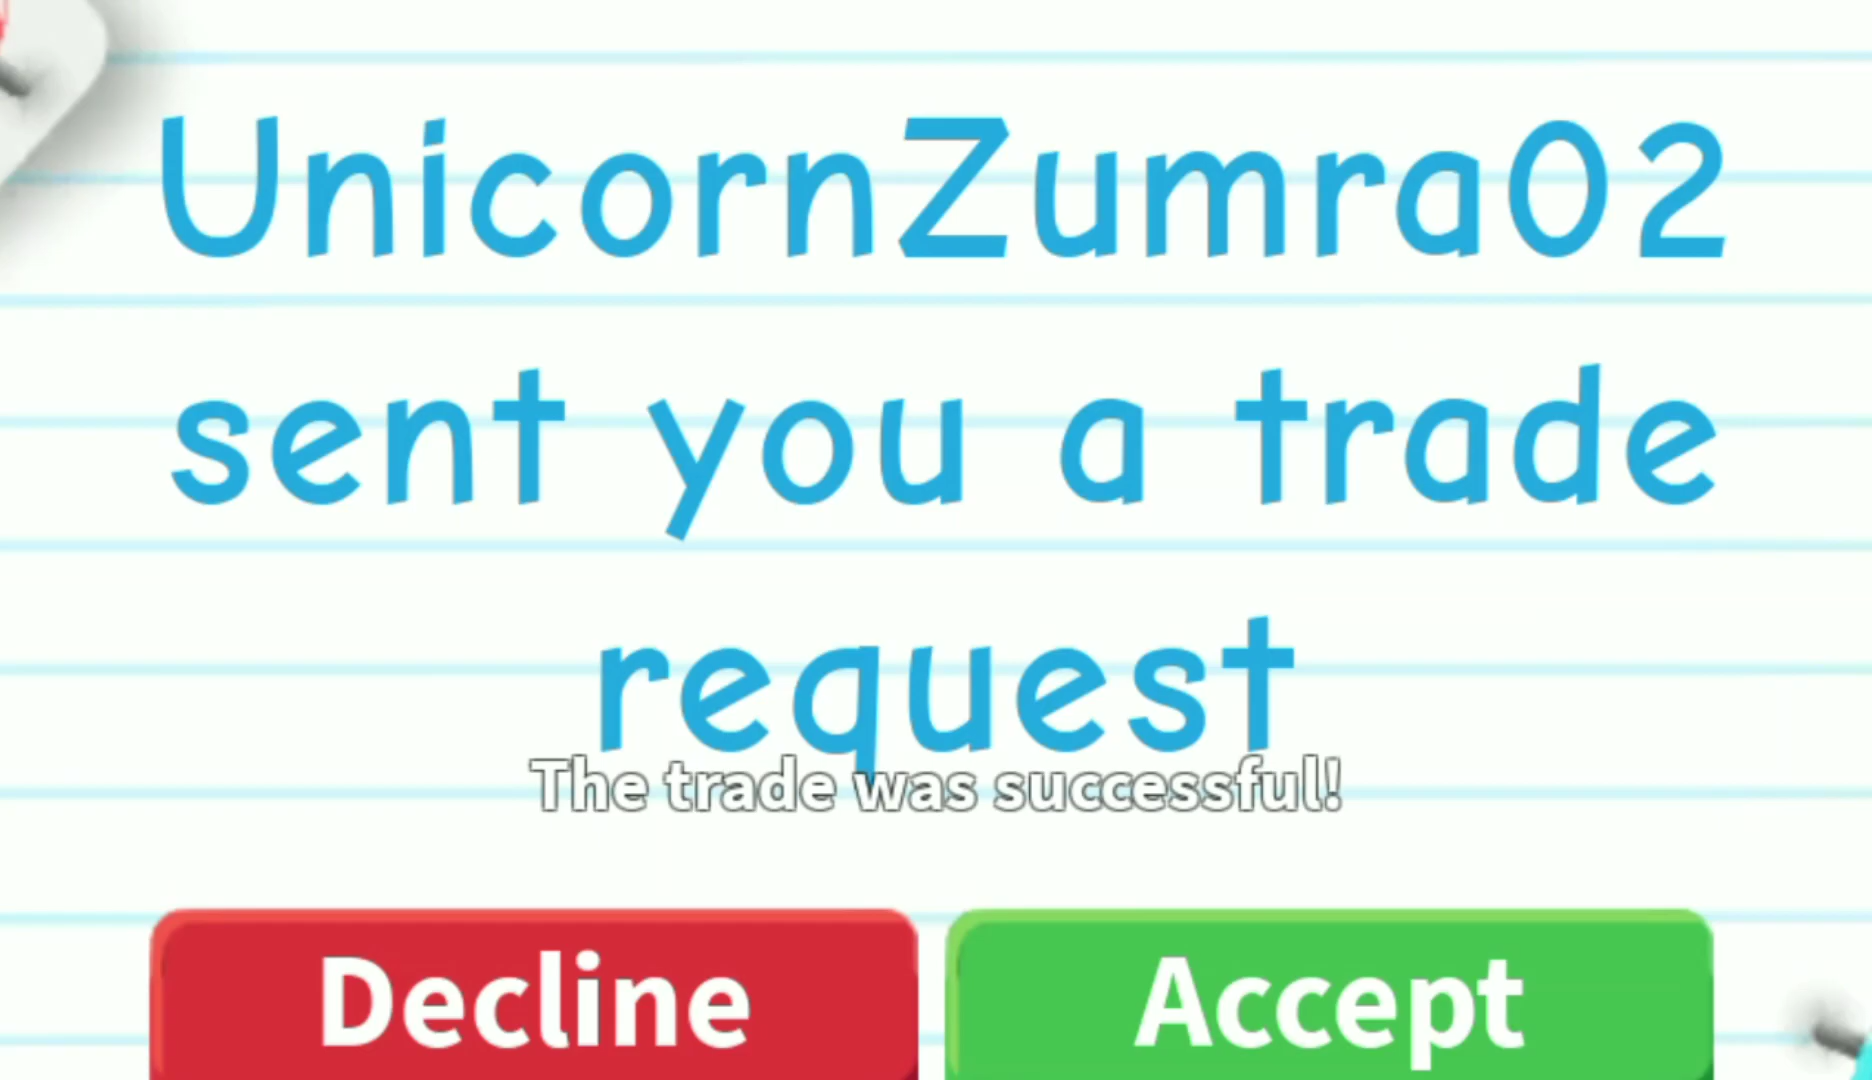 UnicornZumra02
sent you a trade
request
The trade was successful!
Decline Accept